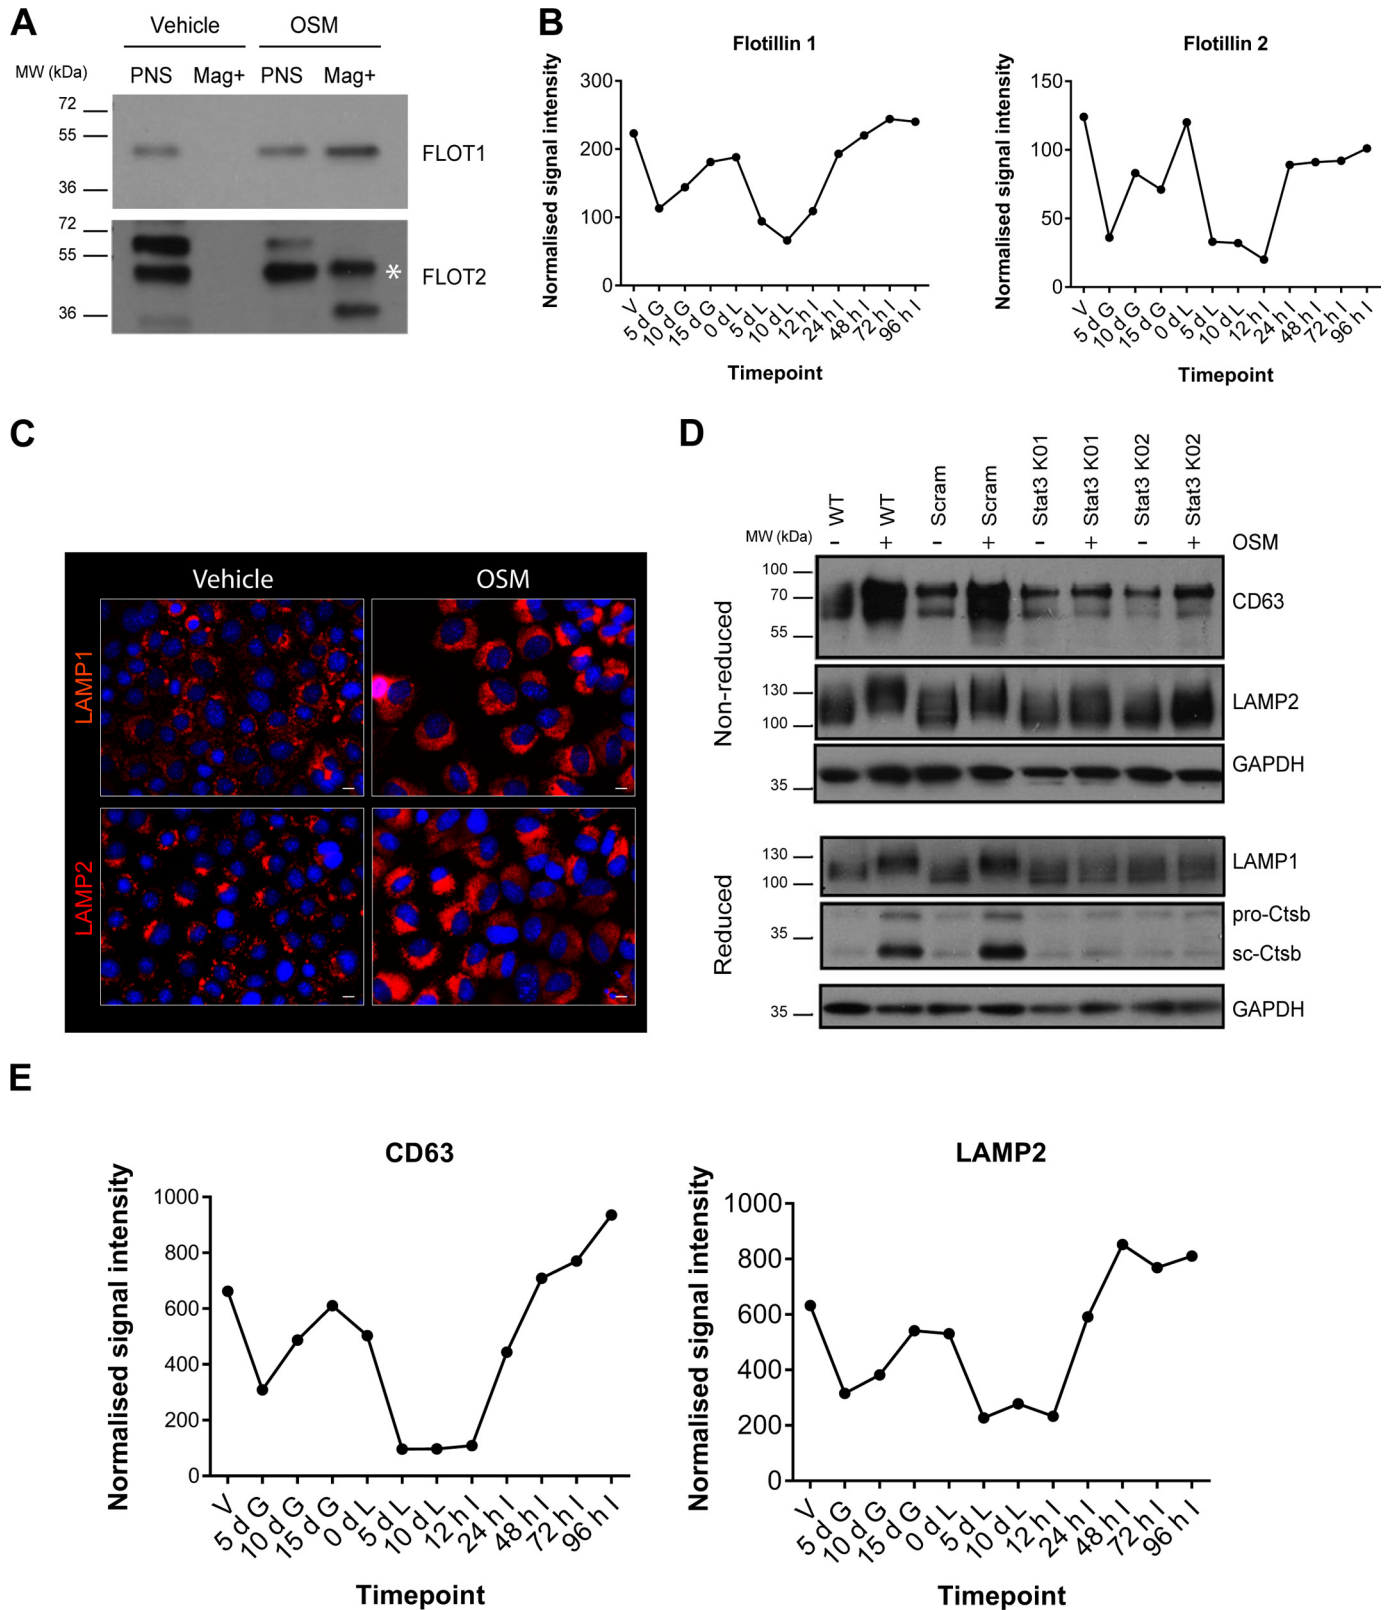 A
Vehicle OSM
MW (kDa) PNS Mag+ PNS Mag+
72
55
36
FLOT1
72
55
36
*
FLOT2
B
Flotillin 1
Normalised signal intensity
300
200
100
0
V 5 d G 10 d G 15 d G 0 d L 5 d L 10 d L 12 h I 24 h I 48 h I 72 h I 96 h I
Timepoint
Flotillin 2
Normalised signal intensity
150
100
50
0
V 5 d G 10 d G 15 d G 0 d L 5 d L 10 d L 12 h I 24 h I 48 h I 72 h I 96 h I
Timepoint
C
Vehicle OSM
LAMP1
LAMP2
D
WT WT Scram Scram Stat3 K01 Stat3 K01 Stat3 K02 Stat3 K02
MW (kDa) - + - + - + - + OSM
Non-reduced
100
70
55
CD63
130
100
LAMP2
35
GAPDH
Reduced
130
100
LAMP1
35
pro-Ctsb
sc-Ctsb
35
GAPDH
E
CD63
Normalised signal intensity
1000
800
600
400
200
0
V 5 d G 10 d G 15 d G 0 d L 5 d L 10 d L 12 h I 24 h I 48 h I 72 h I 96 h I
Timepoint
LAMP2
Normalised signal intensity
1000
800
600
400
200
0
V 5 d G 10 d G 15 d G 0 d L 5 d L 10 d L 12 h I 24 h I 48 h I 72 h I 96 h I
Timepoint